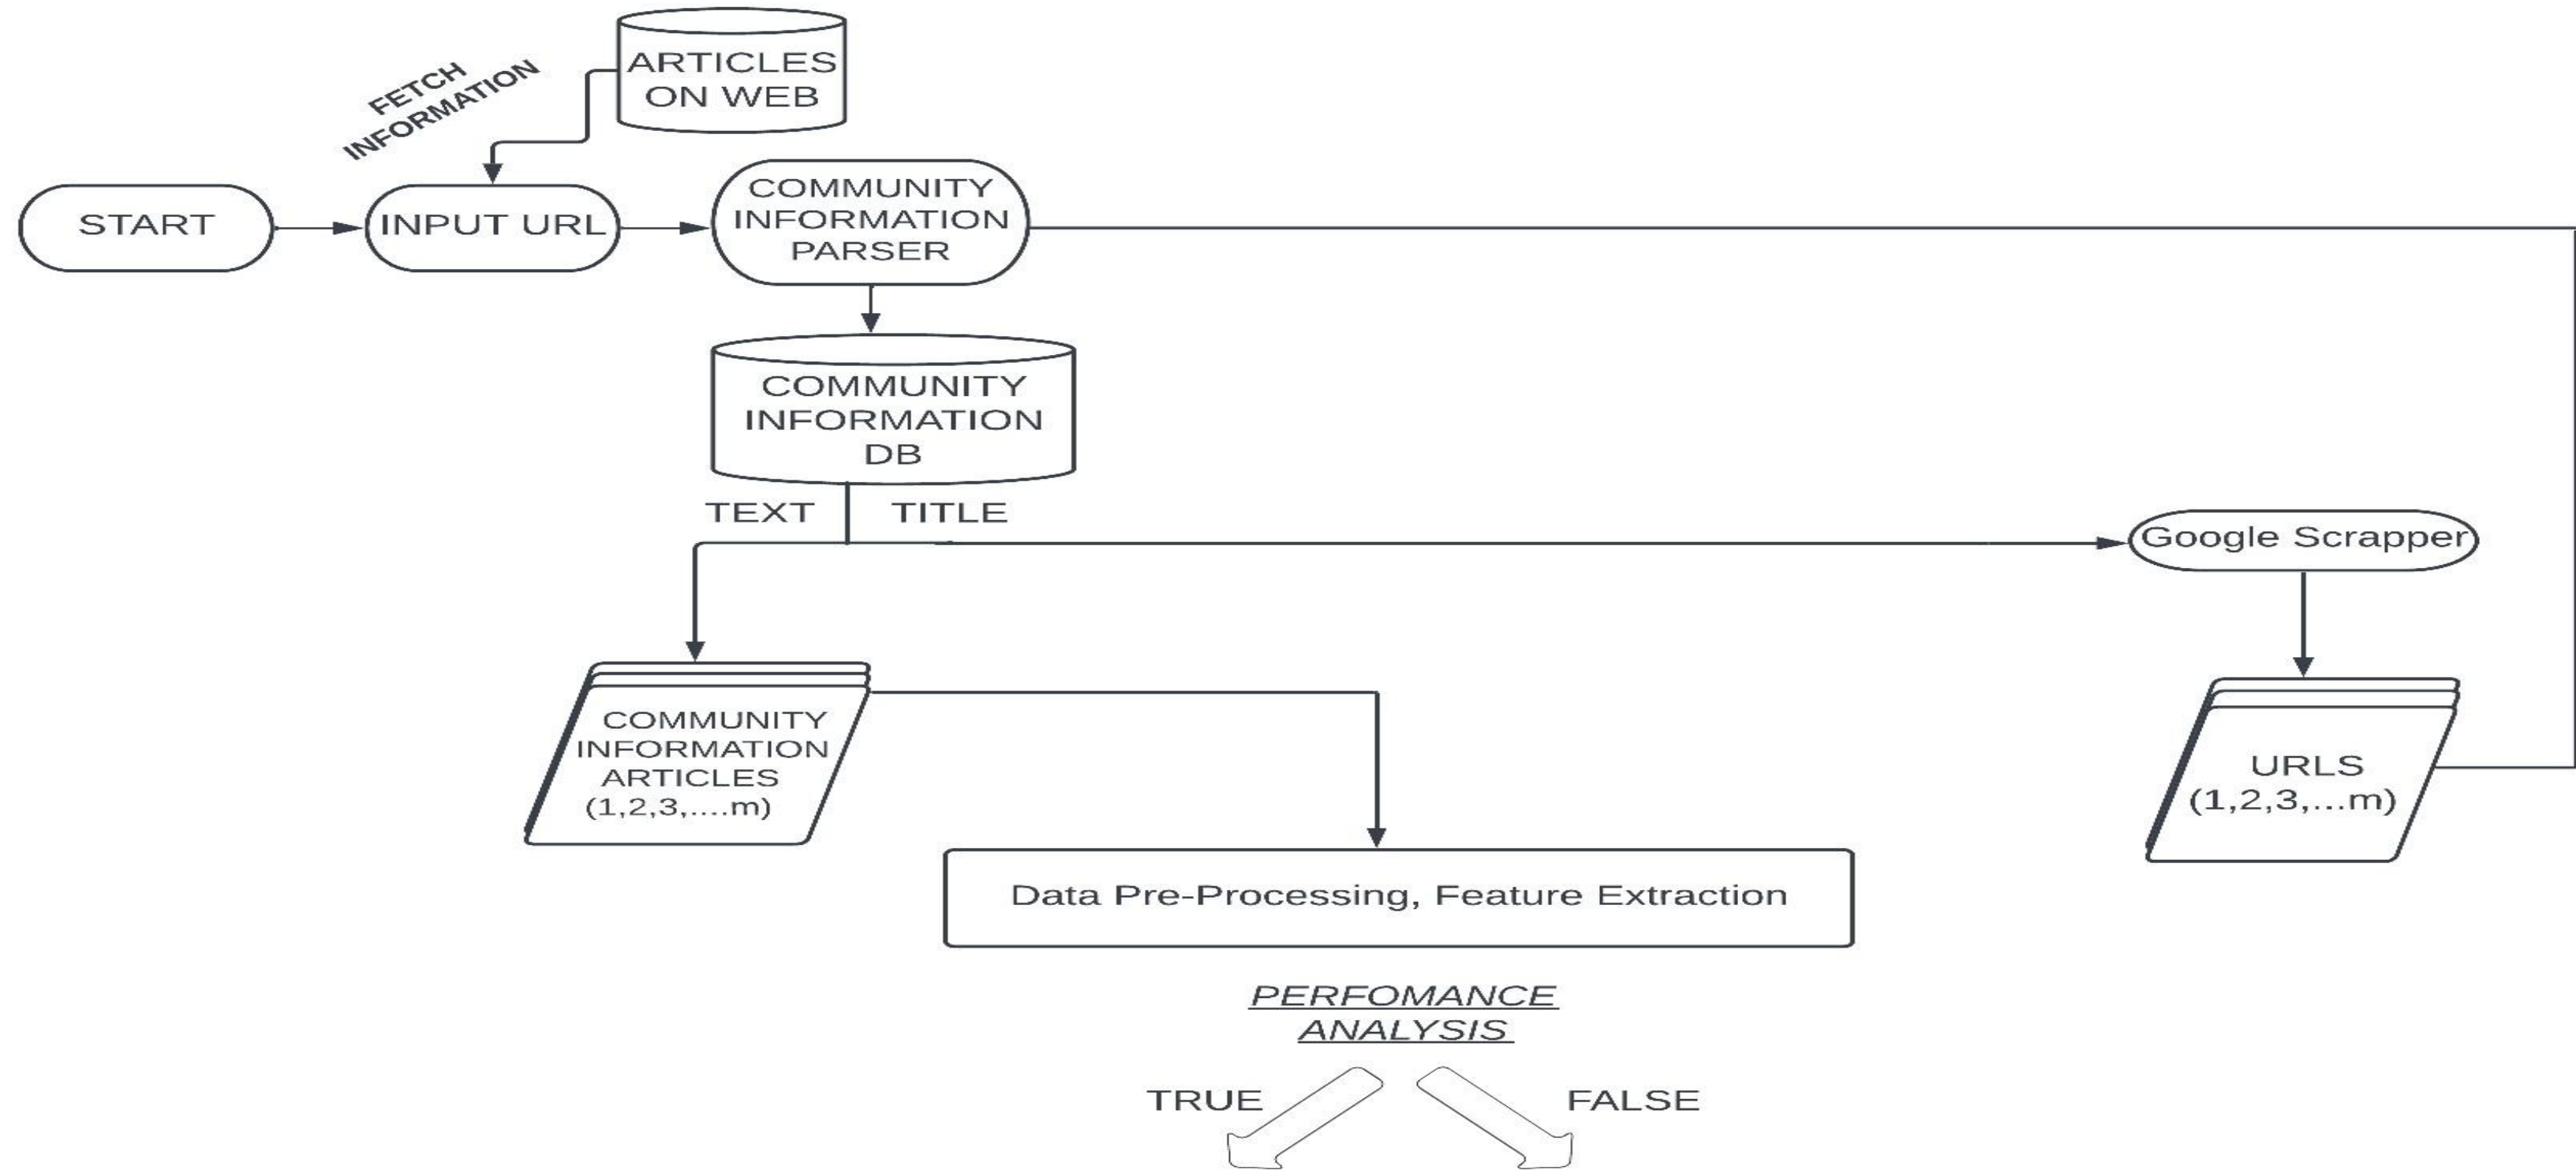 ARTICLES
ON WEB
FETCH
INFORMATION
START
INPUT URL
COMMUNITY
INFORMATION
PARSER
COMMUNITY
INFORMATION
DB
TEXT
TITLE
Google Scrapper
COMMUNITY
INFORMATION
ARTICLES
(1,2,3,....m)
URLS
(1,2,3,...m)
Data Pre-Processing, Feature Extraction
PERFOMANCE
ANALYSIS
TRUE
FALSE